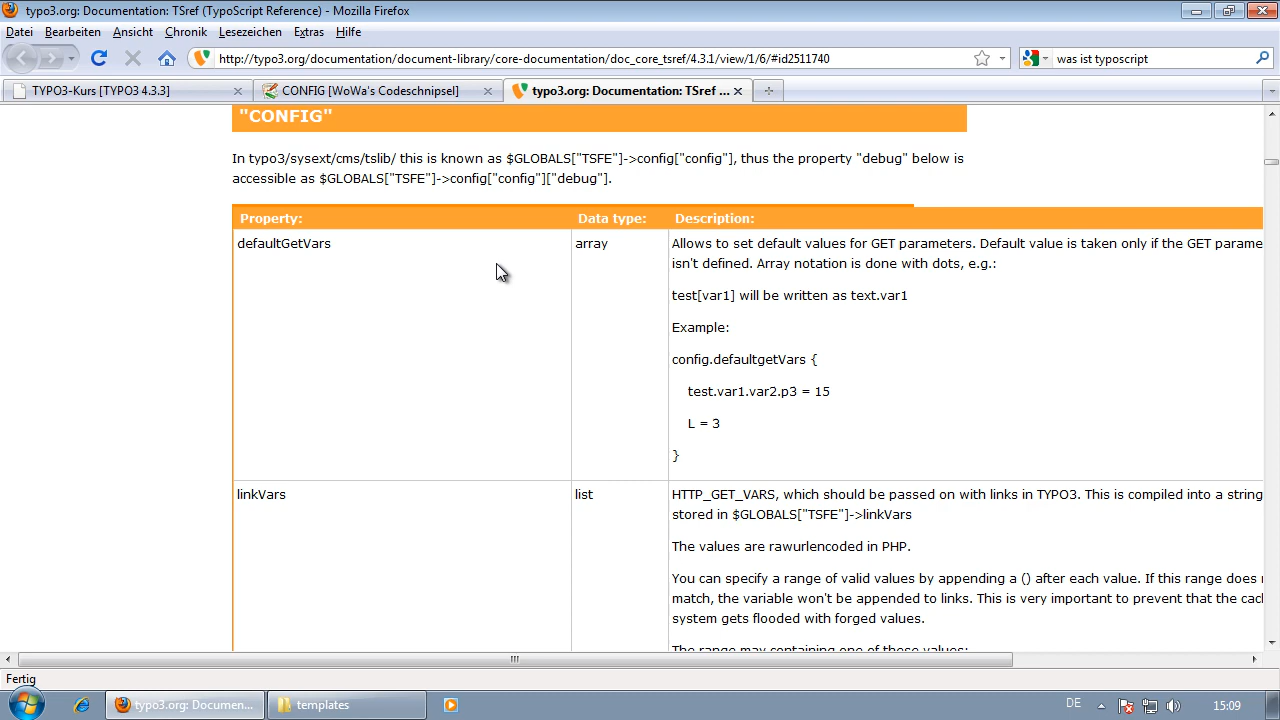 typo3.org: Documentation: TSref (TypoScript Reference) - Mozilla Firefox
Datei Bearbeiten Ansicht Chronik Lesezeichen Extras Hilfe
http://typo3.org/documentation/document-library/core-documentation/doc_core_tsref/4.3.1/view/1/6/#id2511740
was ist typoscript
TYPO3-Kurs [TYPO3 4.3.3]
CONFIG [WoWa's Codeschnipsel]
typo3.org: Documentation: TSref ...
"CONFIG"
In typo3/sysext/cms/tslib/ this is known as $GLOBALS["TSFE"]->config["config"], thus the property "debug" below is
accessible as $GLOBALS["TSFE"]->config["config"]["debug"].
Property: Data type: Description:
defaultGetVars array Allows to set default values for GET parameters. Default value is taken only if the GET parame
isn't defined. Array notation is done with dots, e.g.:
test[var1] will be written as text.var1
Example:
config.defaultgetVars {
test.var1.var2.p3 = 15
L = 3
}
linkVars list HTTP_GET_VARS, which should be passed on with links in TYPO3. This is compiled into a string
stored in $GLOBALS["TSFE"]->linkVars
The values are rawurlencoded in PHP.
You can specify a range of valid values by appending a () after each value. If this range does
match, the variable won't be appended to links. This is very important to prevent that the cac
system gets flooded with forged values.
The range may containing one of these values:
Fertig
typo3.org: Documen...
templates
DE
15:09